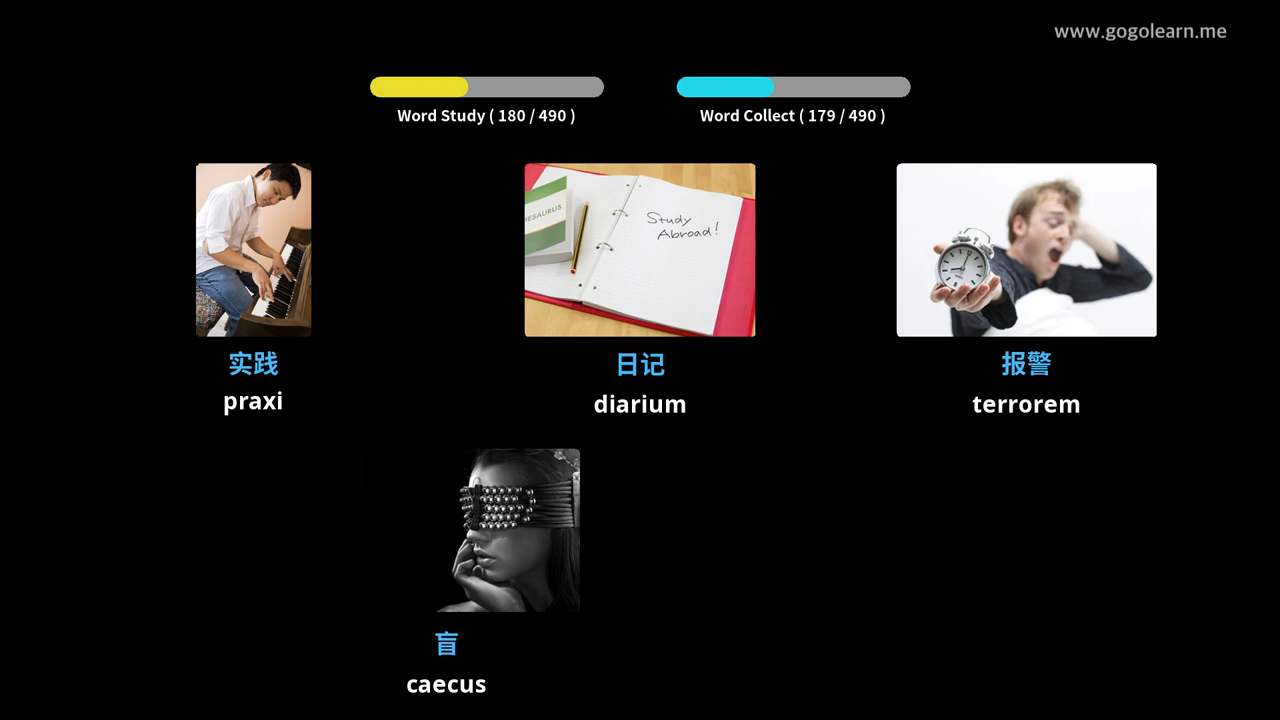 www.gogolearn.me
Word Study ( 180 / 490 )
Word Collect ( 179 / 490 )
HESAURUS
Study
Abroad!
实践
日记
报警
praxi
diarium
terrorem
盲
caecus